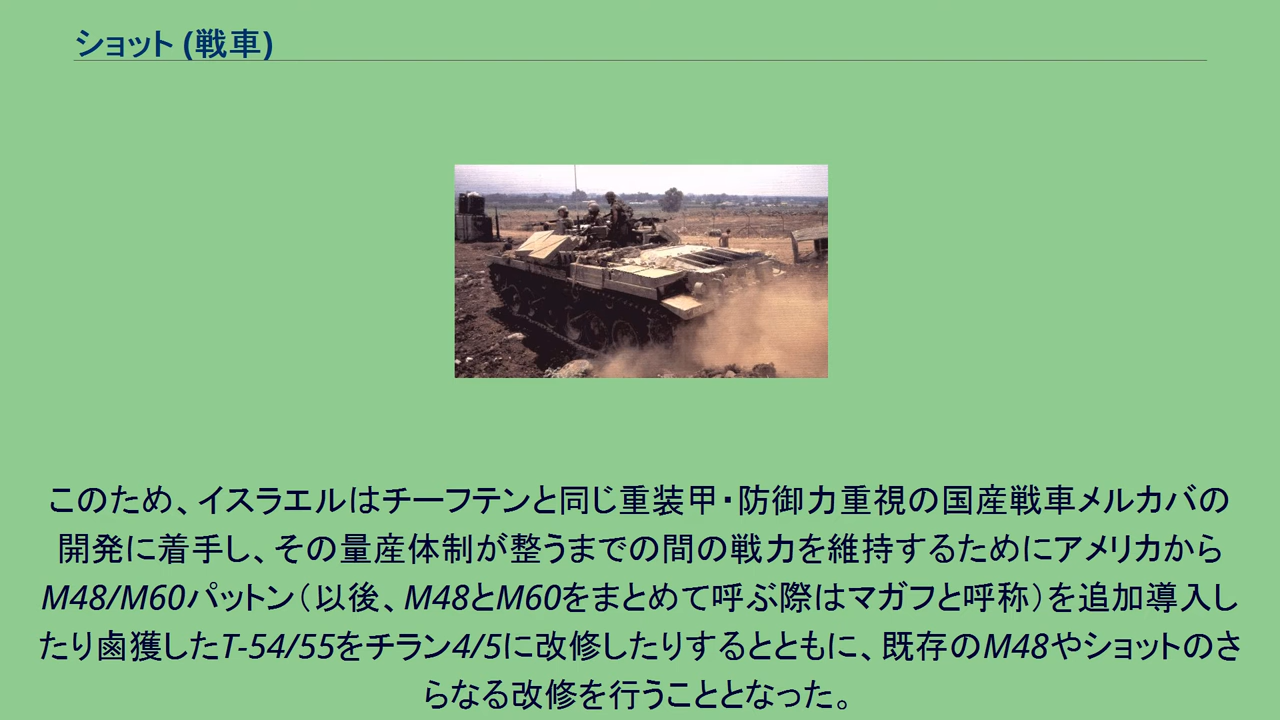 ショット (戦車)
このため、イスラエルはチーフテンと同じ重装甲・防御力重視の国産戦車メルカバの
開発に着手し、その量産体制が整うまでの間の戦力を維持するためにアメリカから
M48/M60パットン（以後、M48とM60をまとめて呼ぶ際はマガフと呼称）を追加導入し
たり鹵獲したT-54/55をチラン4/5に改修したりするとともに、既存のM48やショットのさ
らなる改修を行うこととなった。